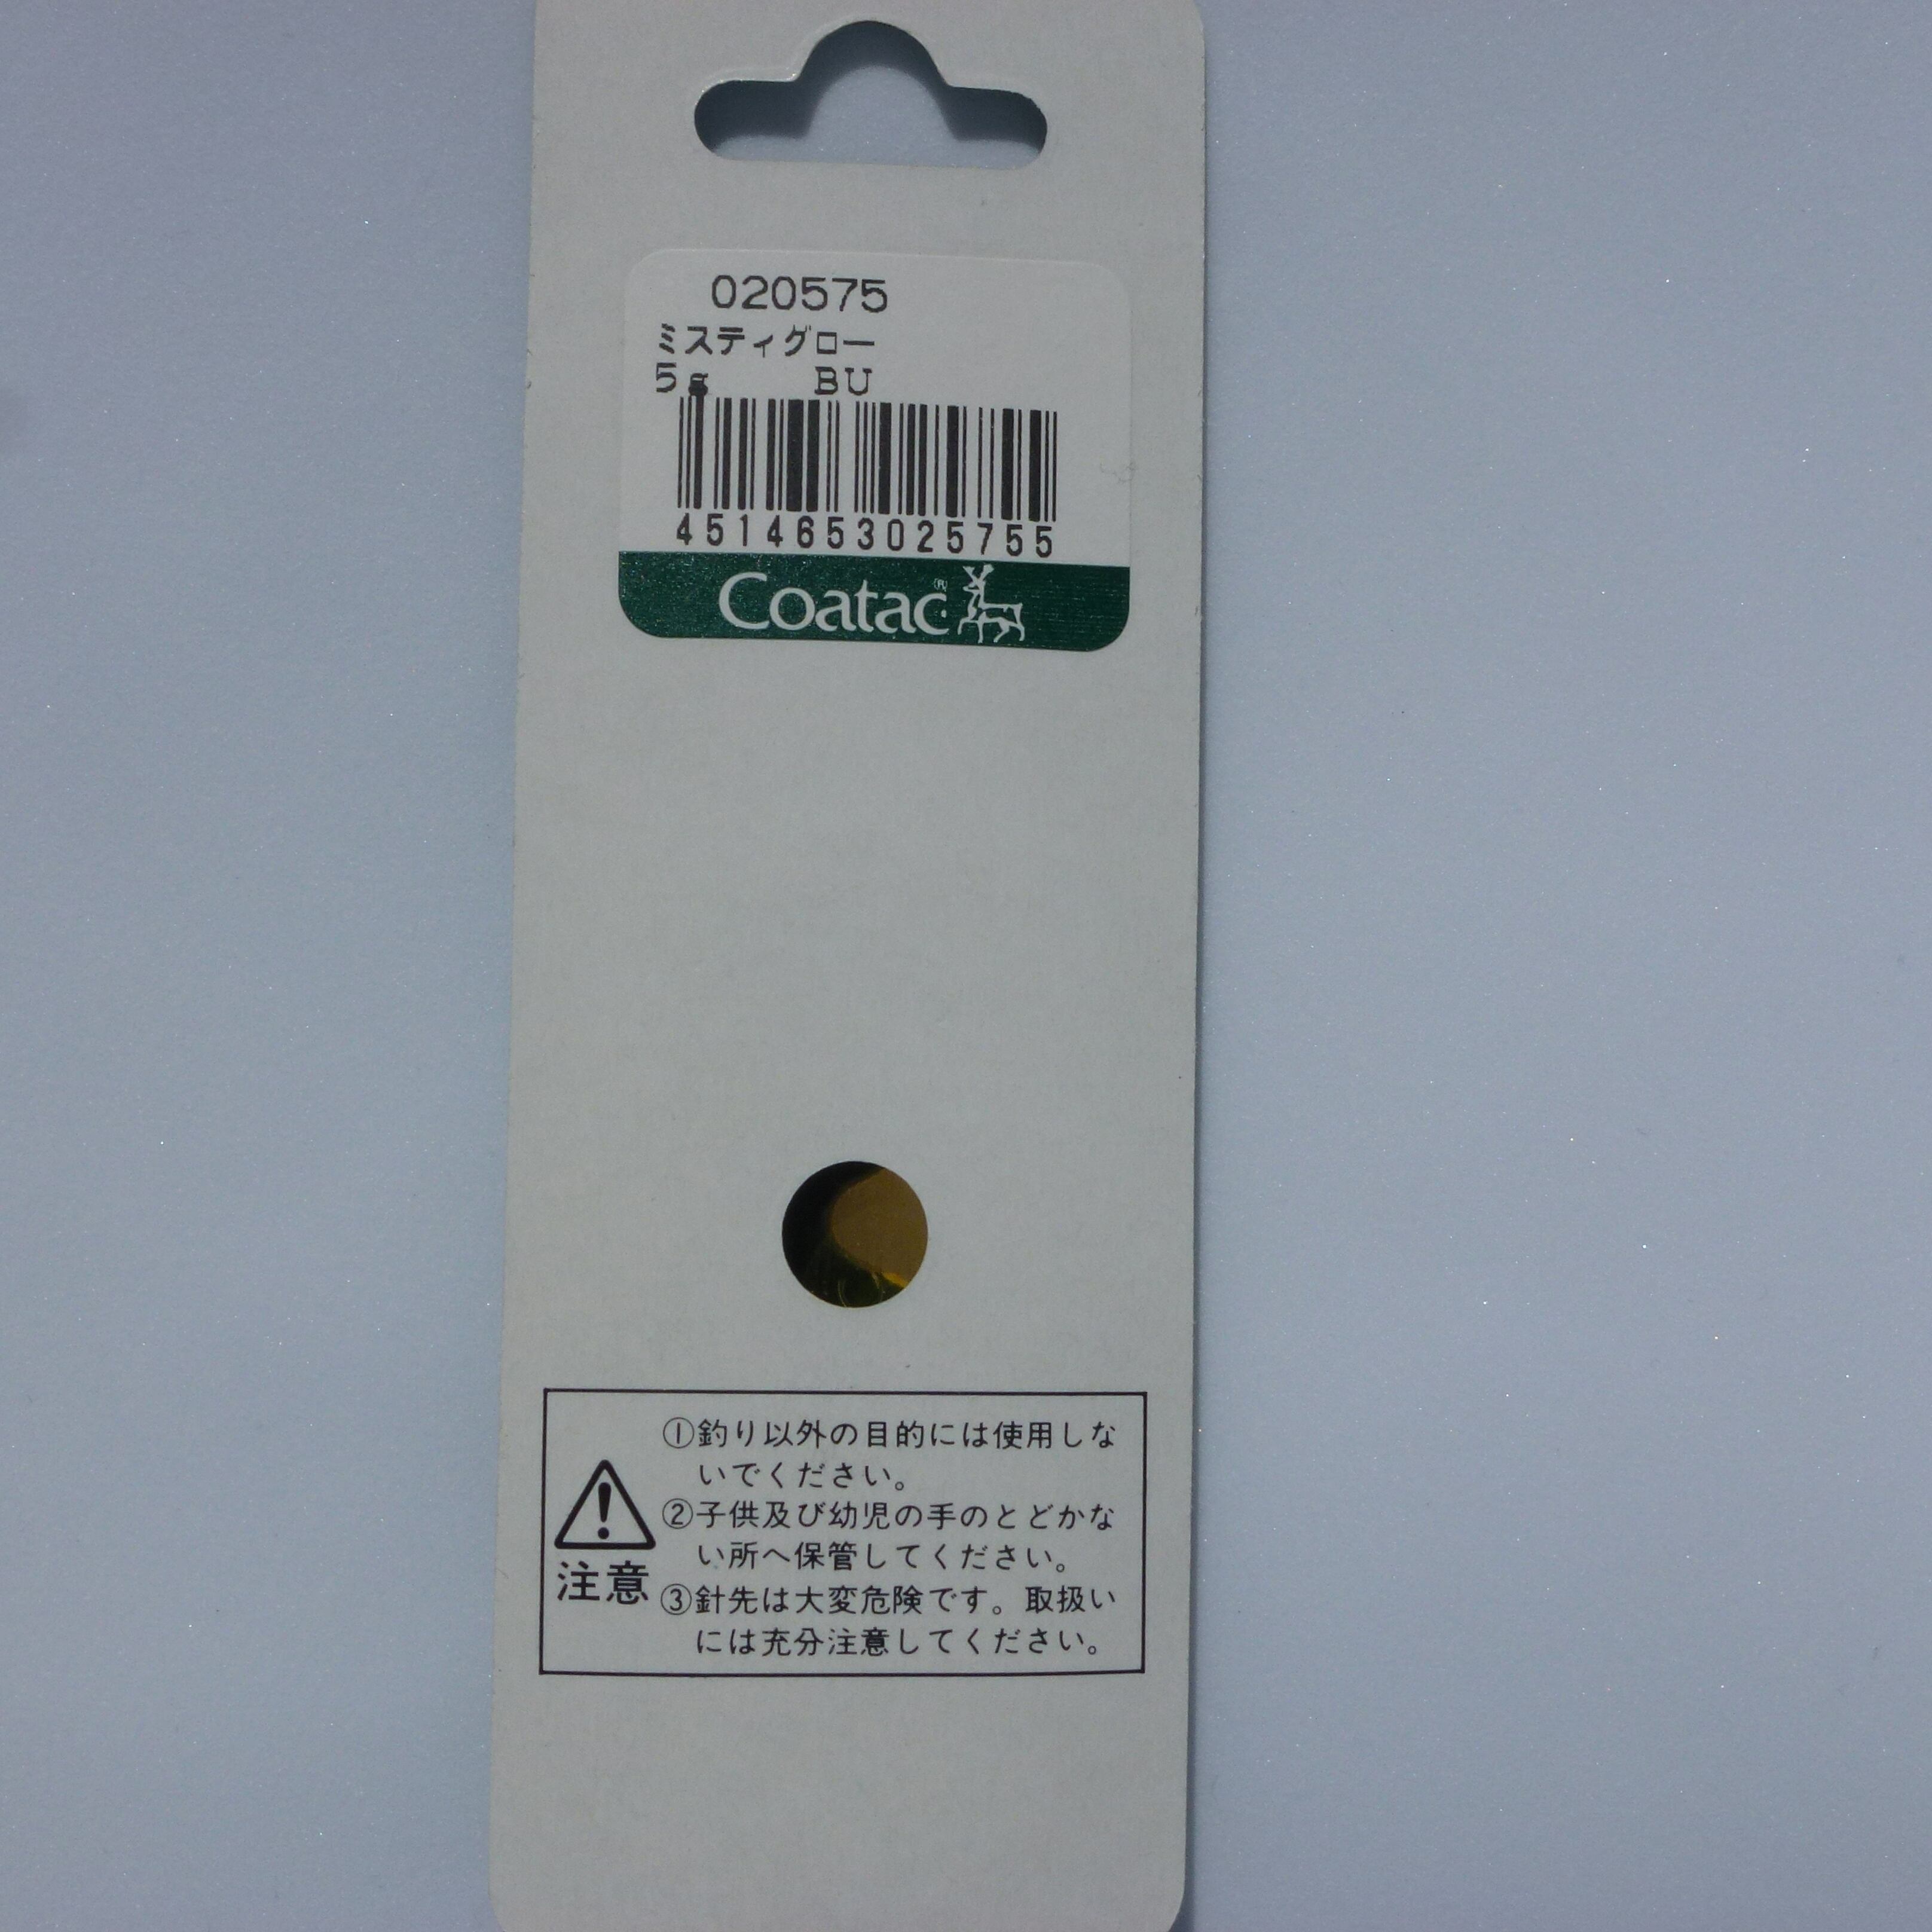 020575
ミスティグロー
5g BU
4514653025755
Coatac®
①釣り以外の目的には使用しな
いでください。
②子供及び幼児の手のとどかな
い所へ保管してください。
注意
③針先は大変危険です。取扱い
には充分注意してください。